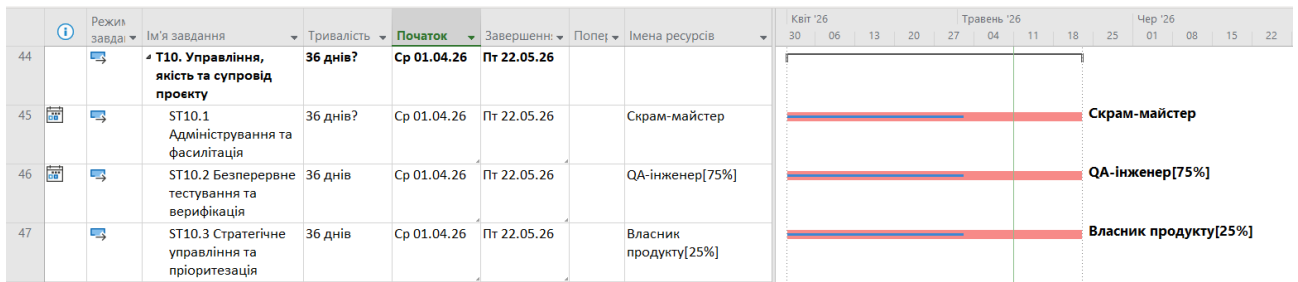 Квіт '26 Травень '26 Чер '26
Режим
завдан Ім'я завдання Тривалість Початок Завершення Попер Імена ресурсів 30 06 13 20 27 04 11 18 25 01 08 15 22
44 Т10. Управління, 36 днів? Ср 01.04.26 Пт 22.05.26
якість та супровід
проєкту
45 ST10.1 36 днів? Ср 01.04.26 Пт 22.05.26 Скрам-майстер Скрам-майстер
Адміністрування та
фасилітація
46 ST10.2 Безперервне 36 днів Ср 01.04.26 Пт 22.05.26 QA-інженер[75%] QA-інженер[75%]
тестування та
верифікація
47 ST10.3 Стратегічне 36 днів Ср 01.04.26 Пт 22.05.26 Власник Власник продукту[25%]
управління та продукту[25%]
пріоритезація